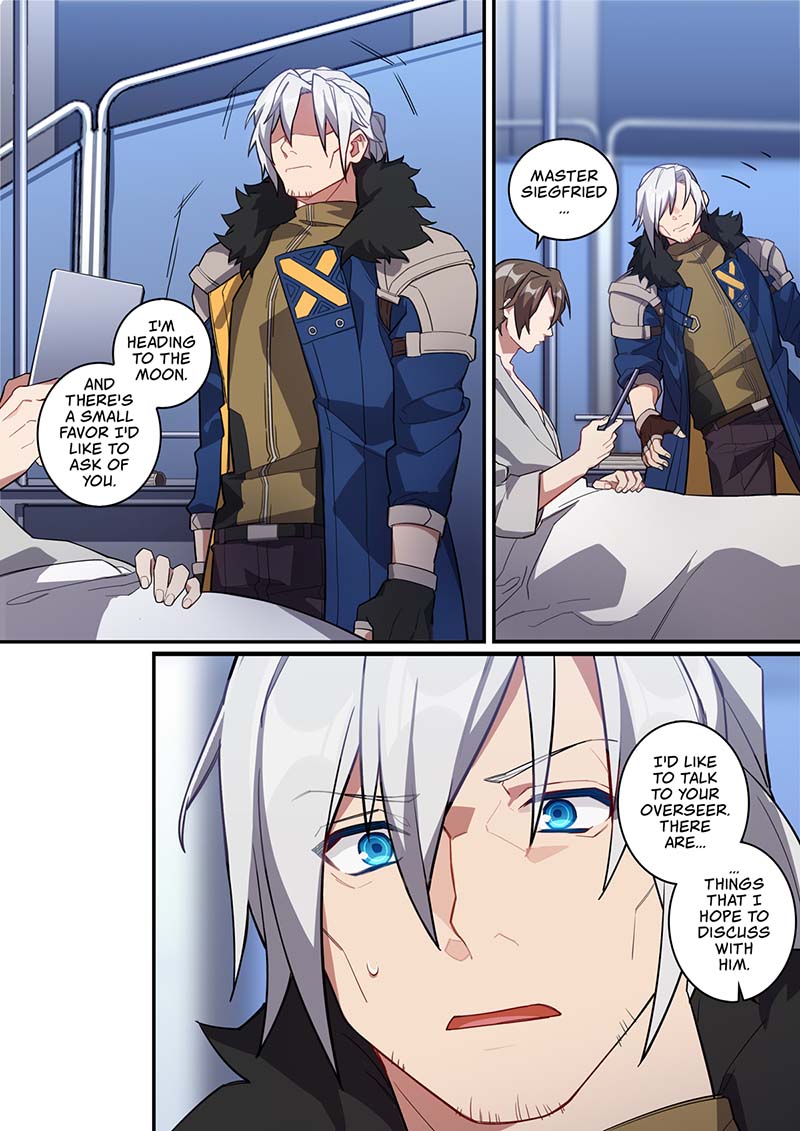 MASTER
SIEGFRIED
...
I'M
HEADING
TO THE
MOON.
AND
THERE'S
A SMALL
FAVOR I'D
LIKE TO
ASK OF
YOU.
I'D LIKE
TO TALK
TO YOUR
OVERSEER.
THERE
ARE...
...
THINGS
THAT I
HOPE TO
DISCUSS
WITH
HIM.